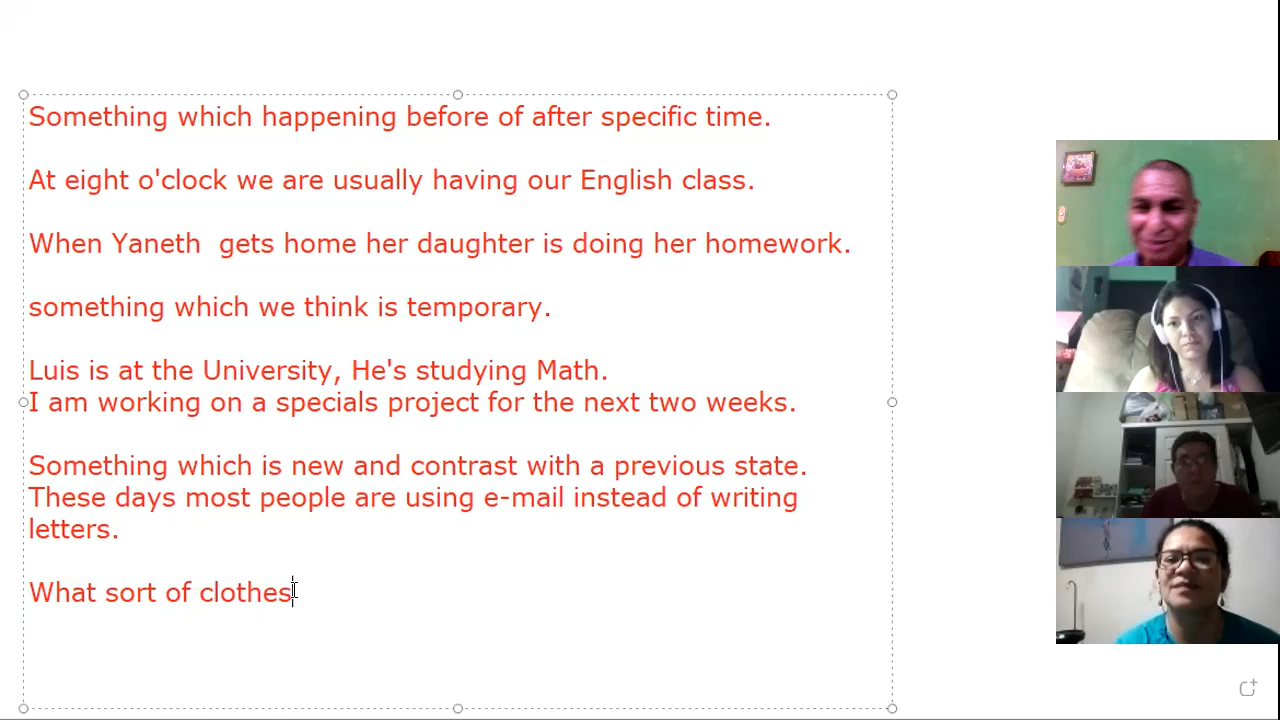 Something which happening before of after specific time.
At eight o'clock we are usually having our English class.
When Yaneth  gets home her daughter is doing her homework.
something which we think is temporary.
Luis is at the University, He's studying Math.
I am working on a specials project for the next two weeks.
Something which is new and contrast with a previous state.
These days most people are using e-mail instead of writing
letters.
What sort of clothes